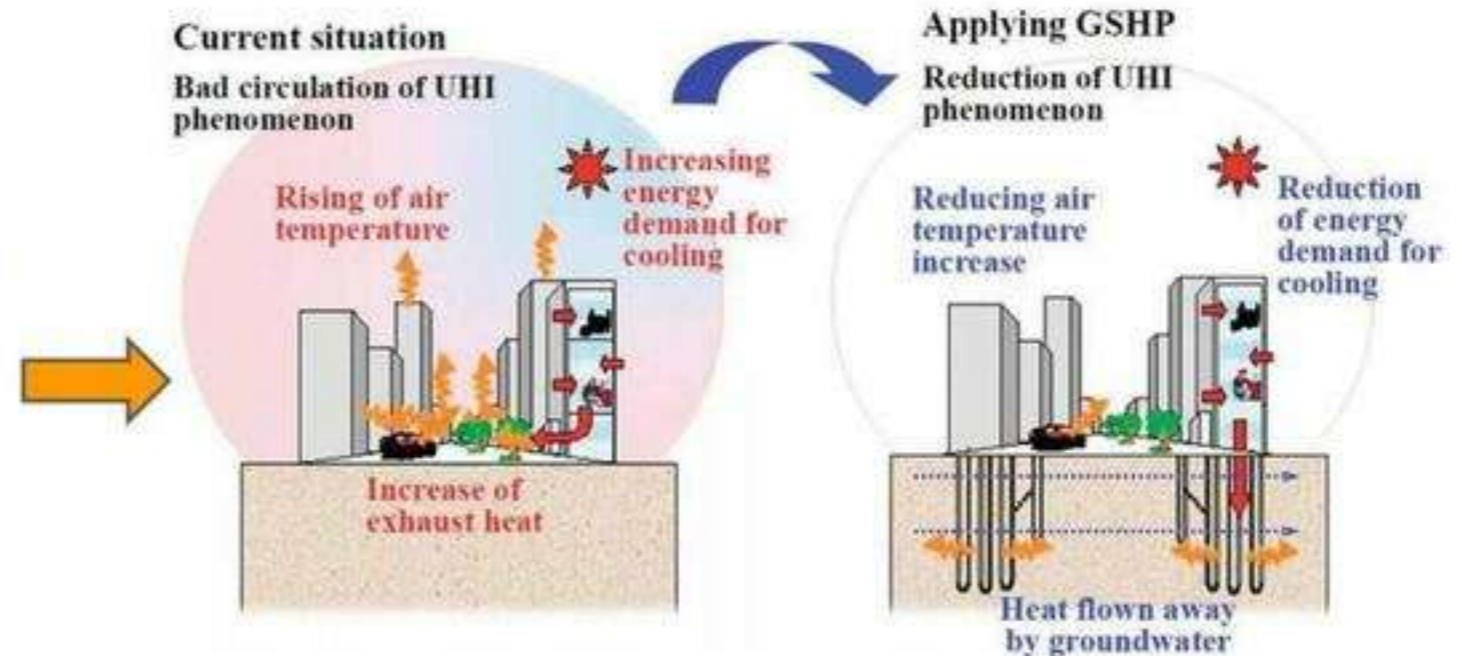 Current situation
Bad circulation of UHI
phenomenon
Rising of air
temperature
Increasing
energy
demand for
cooling
Increase of
exhaust heat
Applying GSHP
Reduction of UHI
phenomenon
Reducing air
temperature
increase
Reduction
of energy
demand for
cooling
Heat flown away
by groundwater